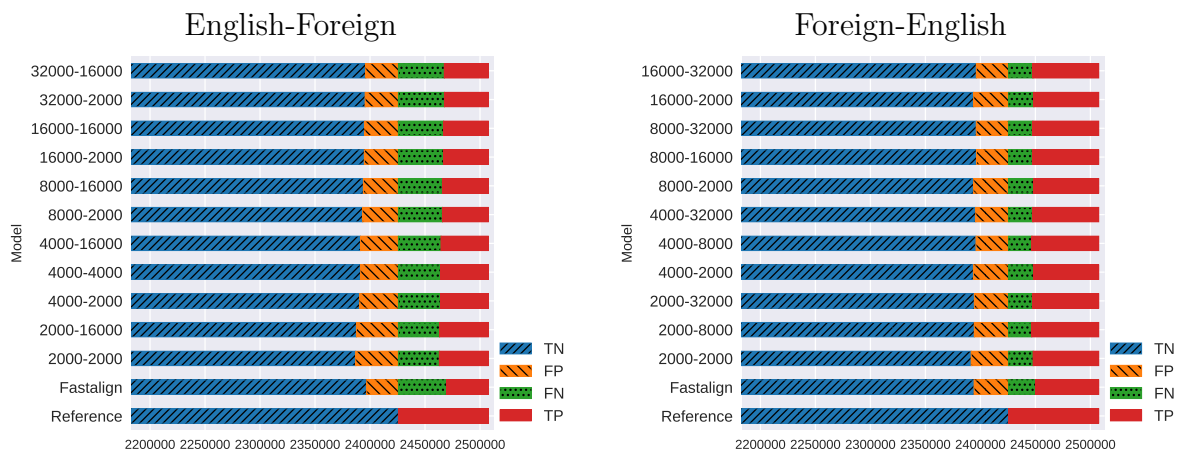 English-Foreign
Model
32000-16000
32000-2000
16000-16000
16000-2000
8000-16000
8000-2000
4000-16000
4000-4000
4000-2000
2000-16000
2000-2000
Fastalign
Reference
2200000 2250000 2300000 2350000 2400000 2450000 2500000
TN
FP
FN
TP
Foreign-English
Model
16000-32000
16000-2000
8000-32000
8000-16000
8000-2000
4000-32000
4000-8000
4000-2000
2000-32000
2000-8000
2000-2000
Fastalign
Reference
2200000 2250000 2300000 2350000 2400000 2450000 2500000
TN
FP
FN
TP